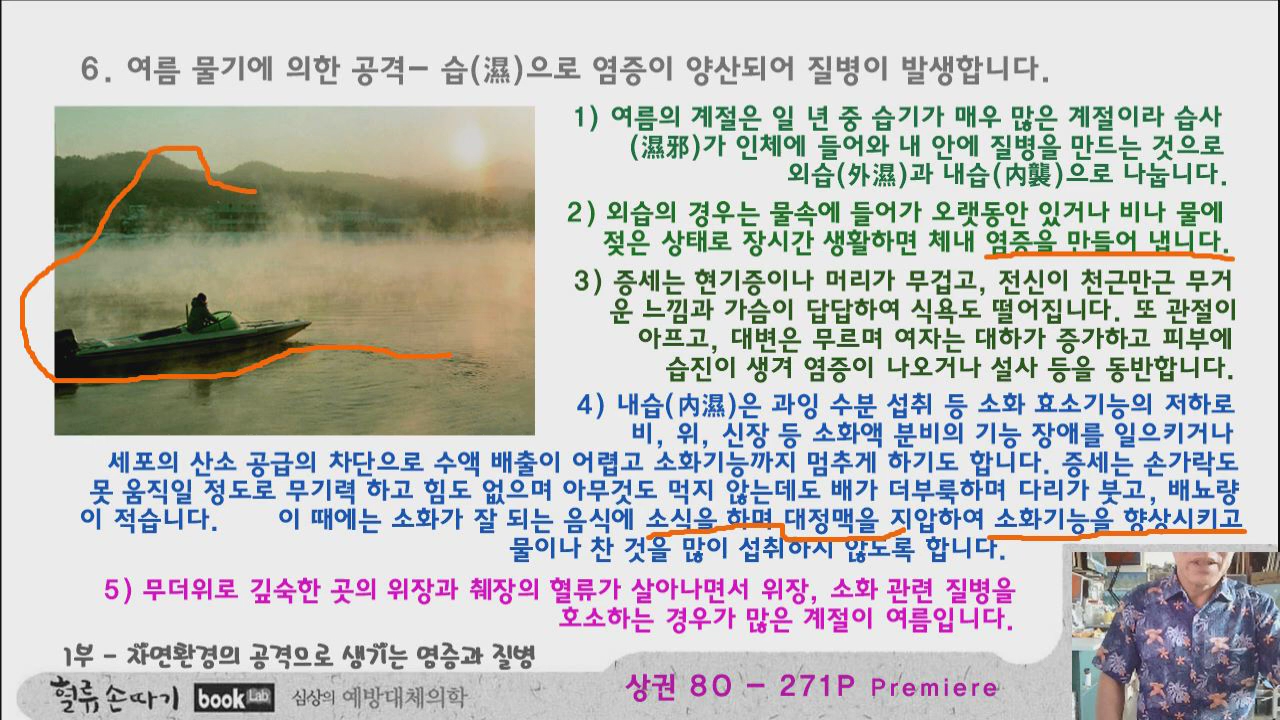 6. 여름 물기에 의한 공격- 습(濕)으로 염증이 양산되어 질병이 발생합니다.
1) 여름의 계절은 일 년 중 습기가 매우 많은 계절이라 습사
(濕邪)가 인체에 들어와 내 안에 질병을 만드는 것으로
외습(外濕)과 내습(内襲)으로 나눕니다.
2) 외습의 경우는 물속에 들어가 오랫동안 있거나 비나 물에
젖은 상태로 장시간 생활하면 체내 염증을 만들어 냅니다.
3) 증세는 현기증이나 머리가 무겁고, 전신이 천근만근 무거
운 느낌과 가슴이 답답하여 식욕도 떨어집니다. 또 관절이
아프고, 대변은 무르며 여자는 대하가 증가하고 피부에
습진이 생겨 염증이 나오거나 설사 등을 동반합니다.
4) 내습(内濕)은 과잉 수분 섭취 등 소화 효소기능의 저하로
비, 위, 신장 등 소화액 분비의 기능 장애를 일으키거나
세포의 산소 공급의 차단으로 수액 배출이 어렵고 소화기능까지 멈추게 하기도 합니다. 증세는 손가락도
못 움직일 정도로 무기력 하고 힘도 없으며 아무것도 먹지 않는데도 배가 더부룩하며 다리가 붓고, 배뇨량
이 적습니다. 이 때에는 소화가 잘 되는 음식에 소식을 하며 대정맥을 지압하여 소화기능을 향상시키고
물이나 찬 것을 많이 섭취하지 않도록 합니다.
5) 무더위로 깊숙한 곳의 위장과 췌장의 혈류가 살아나면서 위장, 소화 관련 질병을
호소하는 경우가 많은 계절이 여름입니다.
1부 - 자연환경의 공격으로 생기는 염증과 질병
혈류 손따기 book Lab 심상의 예방대체의학
상권 80 - 271P Premiere